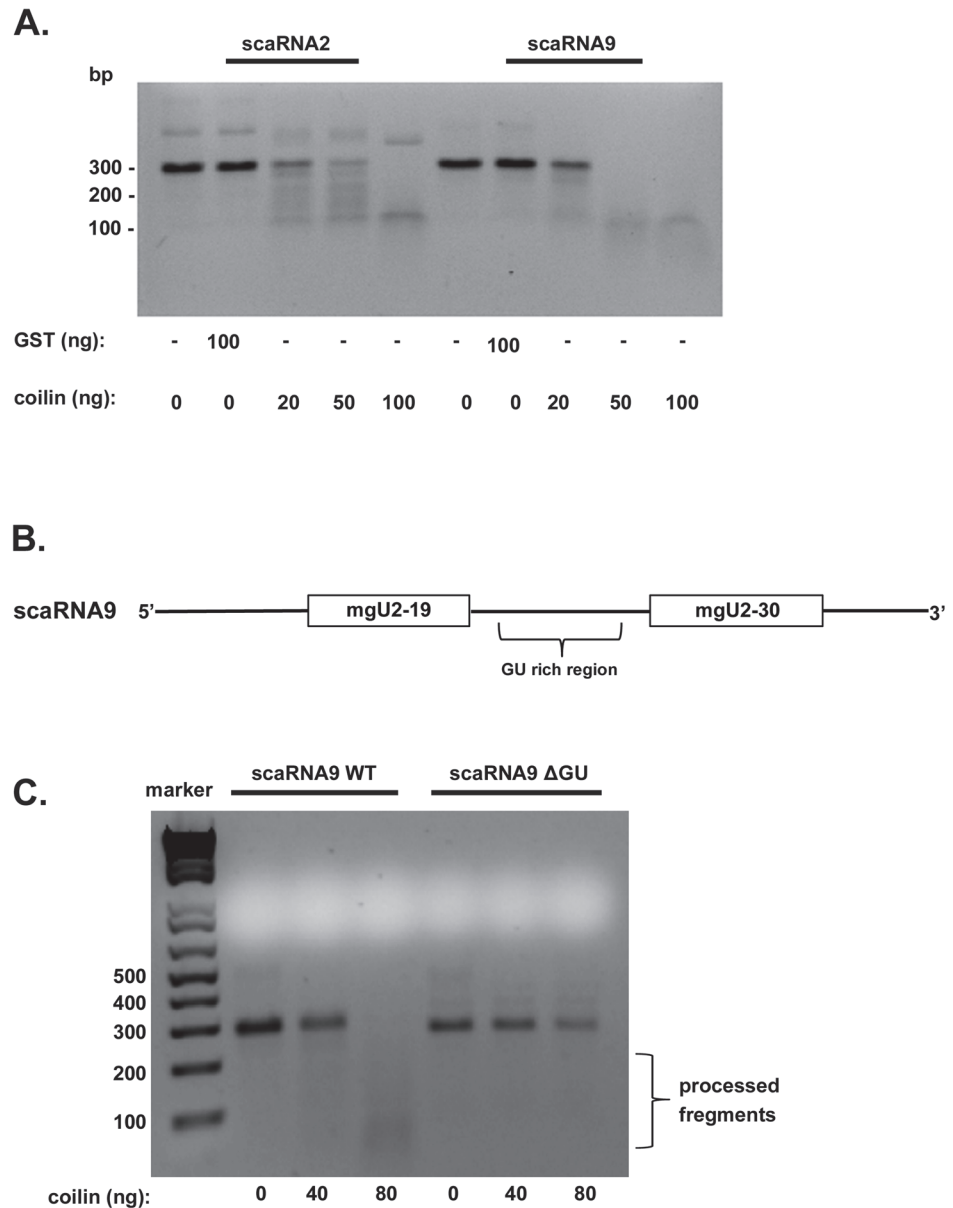 A.
scaRNA2 scaRNA9
bp
300 -
200 -
100 -
GST (ng): - 100 - - - - 100 - - -
coilin (ng): 0 0 20 50 100 0 0 20 50 100
B.
scaRNA9 5’ mgU2-19 mgU2-30 3’
GU rich region
C.
marker scaRNA9 WT scaRNA9 ΔGU
500
400
300
200
100
processed
fregments
coilin (ng): 0 40 80 0 40 80